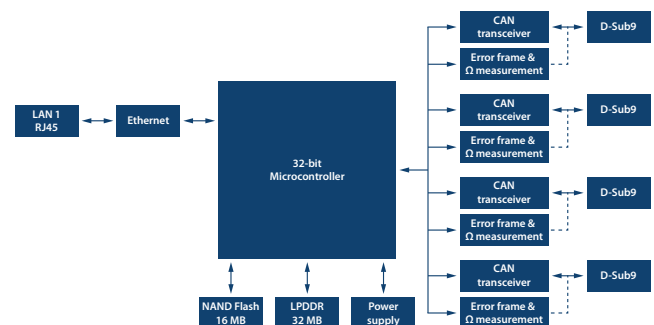 CAN
transceiver
D-Sub9
Error frame &
Ω measurement
LAN 1
RJ45
Ethernet
32-bit
Microcontroller
CAN
transceiver
D-Sub9
Error frame &
Ω measurement
CAN
transceiver
D-Sub9
Error frame &
Ω measurement
CAN
transceiver
D-Sub9
Error frame &
Ω measurement
NAND Flash
16 MB
LPDDR
32 MB
Power
supply